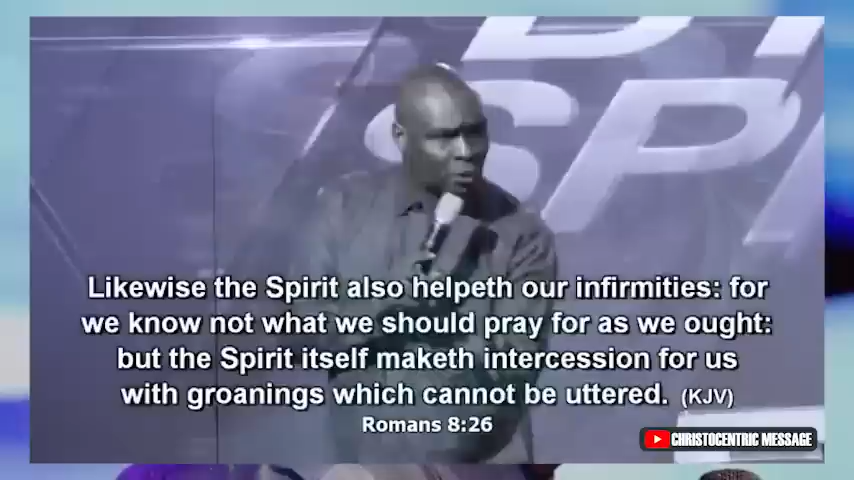 SP
Likewise the Spirit also helpeth our infirmities: for
we know not what we should pray for as we ought:
but the Spirit itself maketh intercession for us
with groanings which cannot be uttered. (KJV)
Romans 8:26
CHRISTOCENTRIC MESSAGE